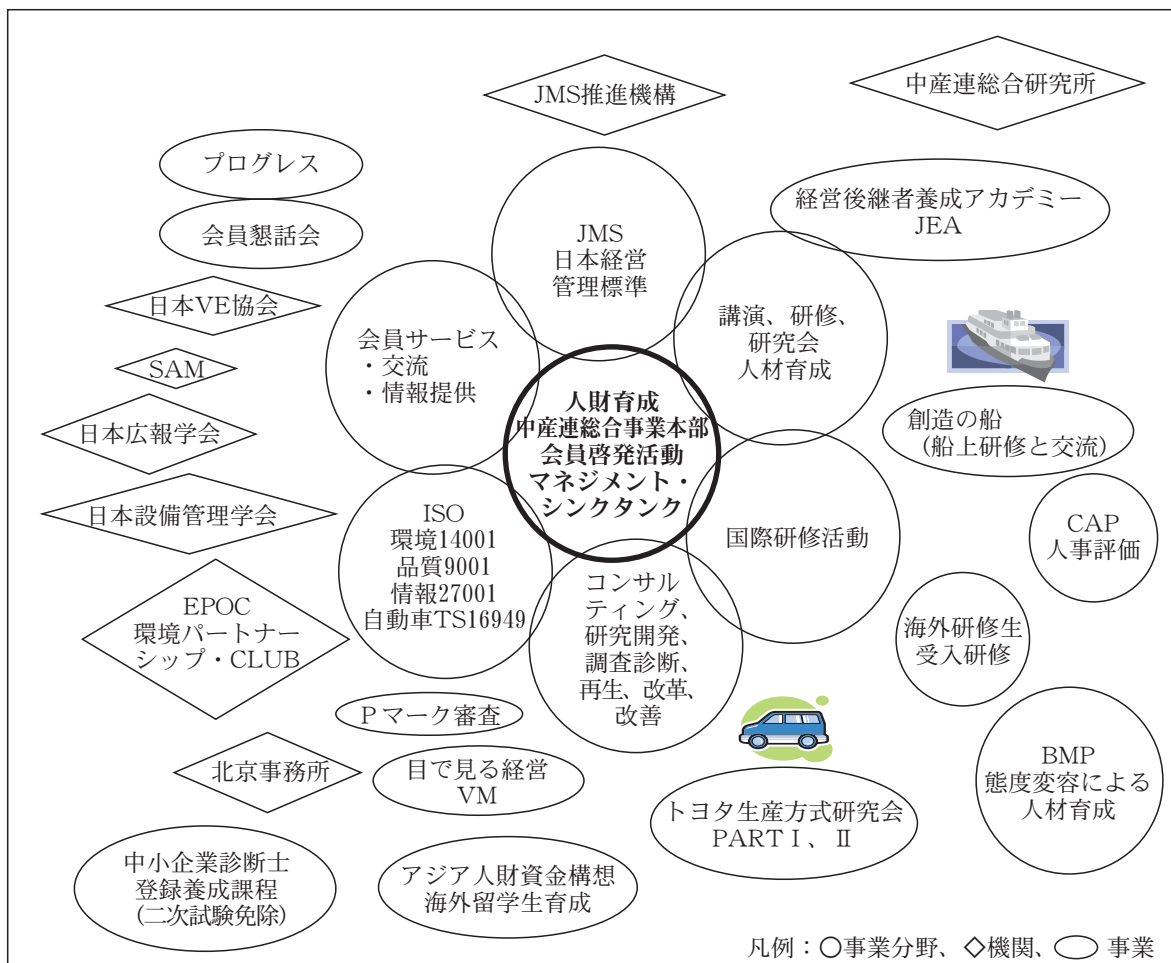 JMS推進機構
中産連総合研究所
プログレス
会員懇話会
経営後継者養成アカデミー
JEA
JMS
日本経営
管理標準
日本VE協会
会員サービス
・交流
・情報提供
講演、研修、
研究会
人材育成
SAM
人財育成
中産連総合事業本部
会員啓発活動
マネジメント・
シンクタンク
日本広報学会
創造の船
(船上研修と交流)
日本設備管理学会
ISO
環境14001
品質9001
情報27001
自動車TS16949
国際研修活動
CAP
人事評価
コンサル
ティング、
研究開発、
調査診断、
再生、改革、
改善
EPOC
環境パートナー
シップ・CLUB
海外研修生
受入研修
Pマーク審査
北京事務所
目で見る経営
VM
トヨタ生産方式研究会
PARTⅠ、Ⅱ
BMP
態度変容による
人材育成
中小企業診断士
登録養成課程
(二次試験免除)
アジア人財資金構想
海外留学生育成
凡例：○事業分野、◇機関、⬭事業